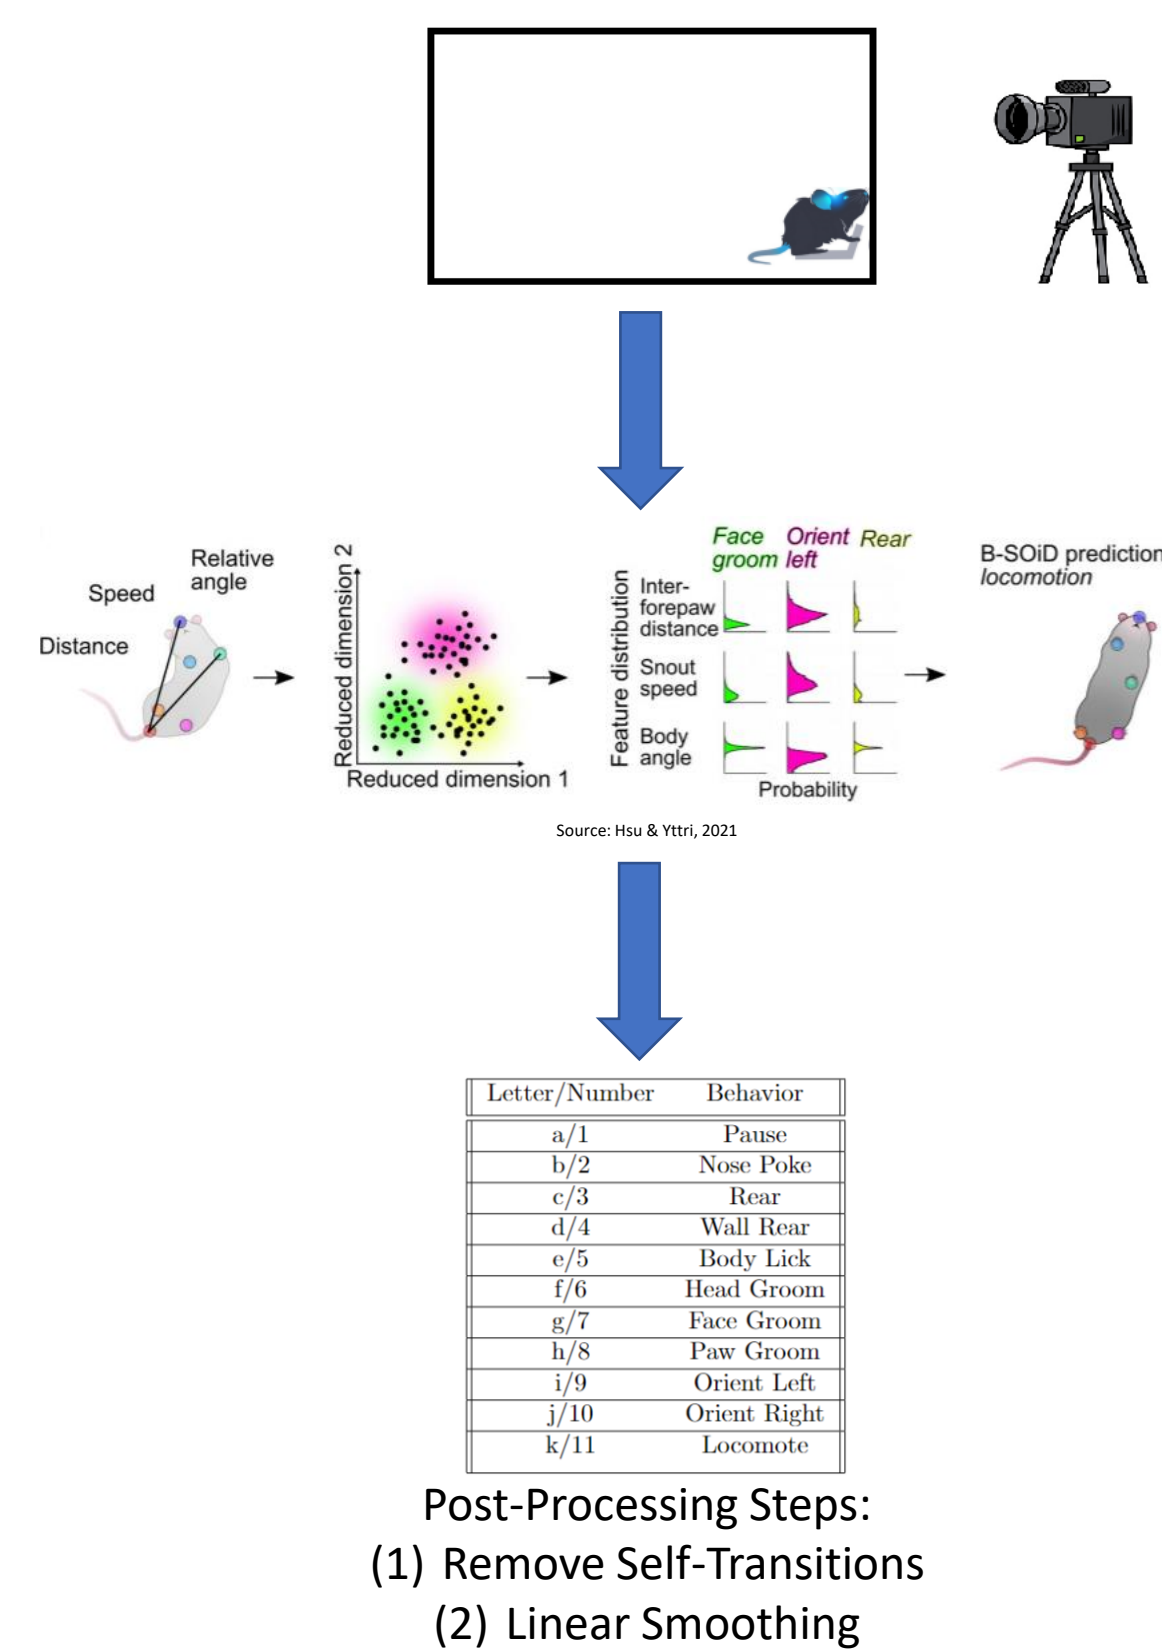 Speed
Relative
angle
Distance
Reduced dimension 2
Reduced dimension 1
Feature distribution
Face
groom
Orient
left
Rear
Inter-
forepaw
distance
Snout
speed
Body
angle
Probability
B-SOiD prediction
locomotion
Source: Hsu & Yttri, 2021
Letter/Number Behavior
a/1 Pause
b/2 Nose Poke
c/3 Rear
d/4 Wall Rear
e/5 Body Lick
f/6 Head Groom
g/7 Face Groom
h/8 Paw Groom
i/9 Orient Left
j/10 Orient Right
k/11 Locomote
Post-Processing Steps:
(1) Remove Self-Transitions
(2) Linear Smoothing